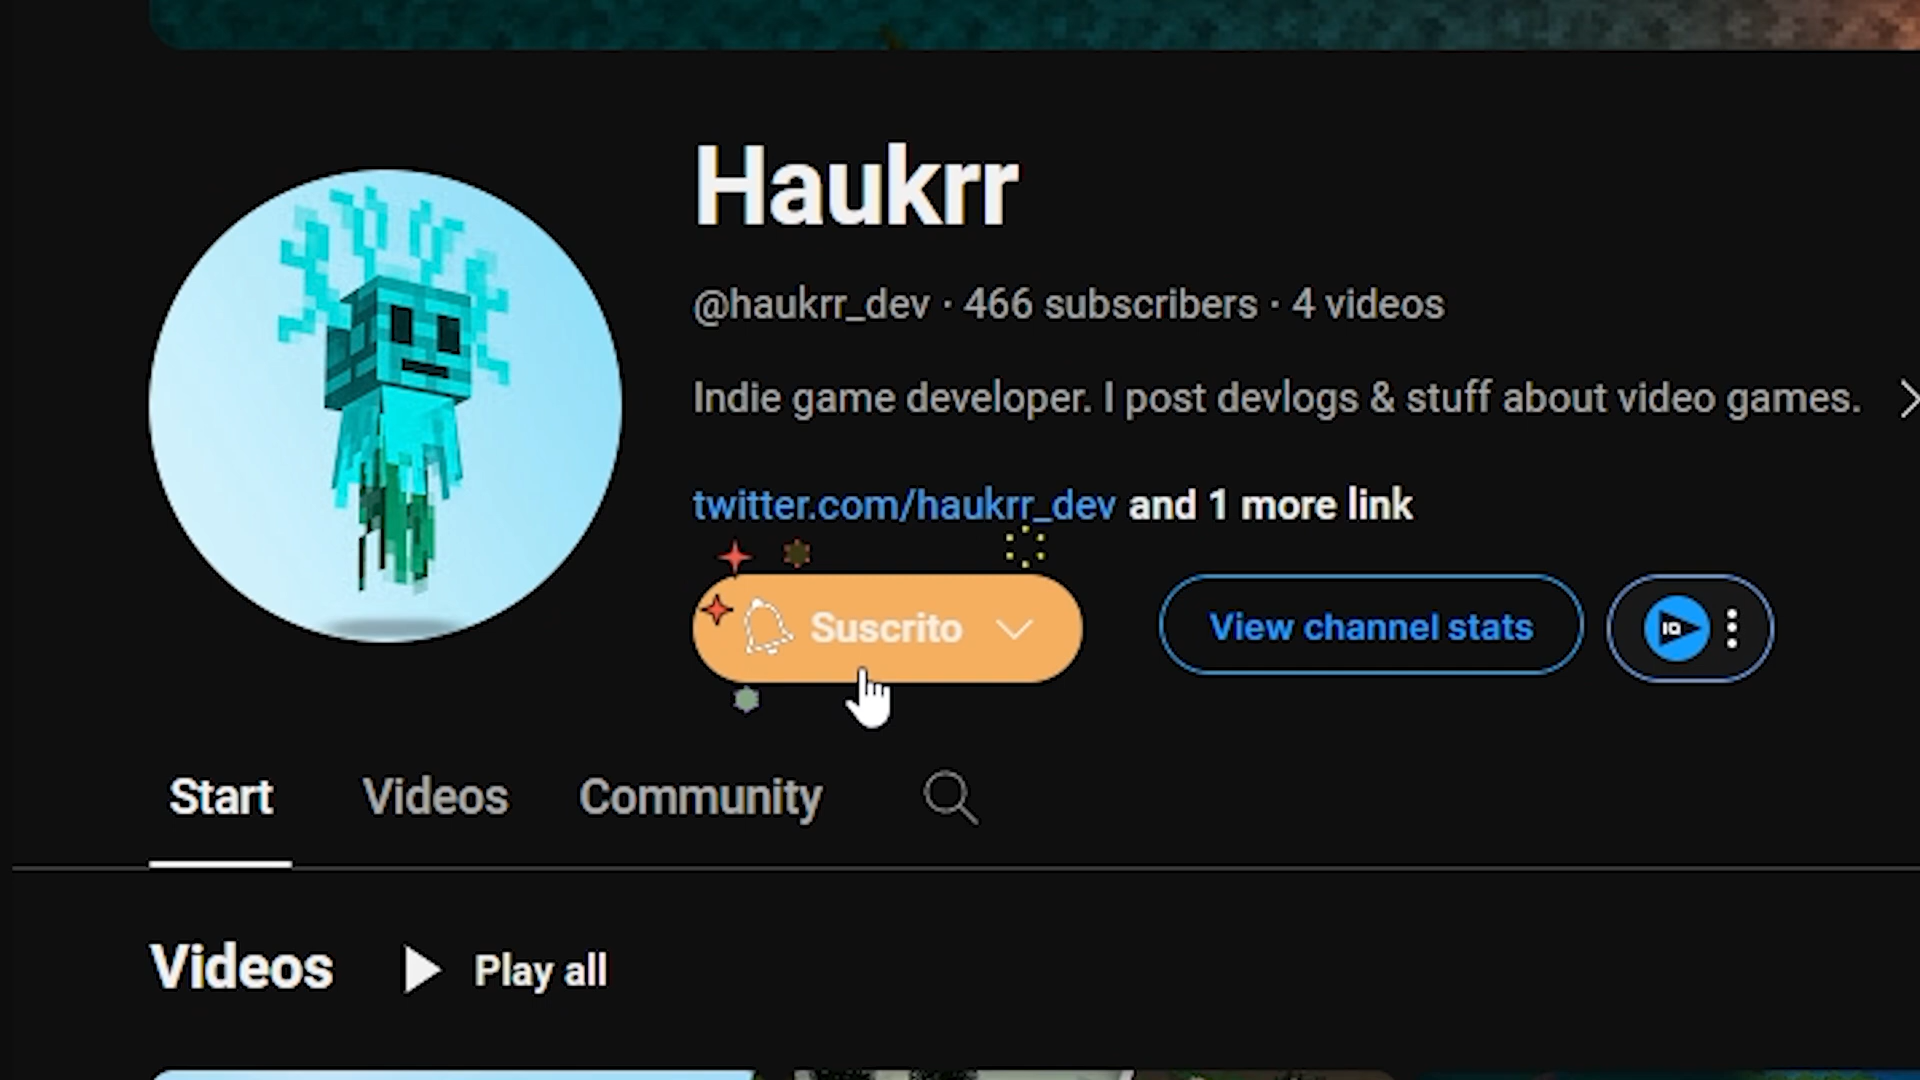 Haukrr
@haukrr_dev · 466 subscribers · 4 videos
Indie game developer. I post devlogs & stuff about video games.
twitter.com/haukrr_dev and 1 more link
Suscrito
View channel stats
IQ
Start
Videos
Community
Videos
Play all